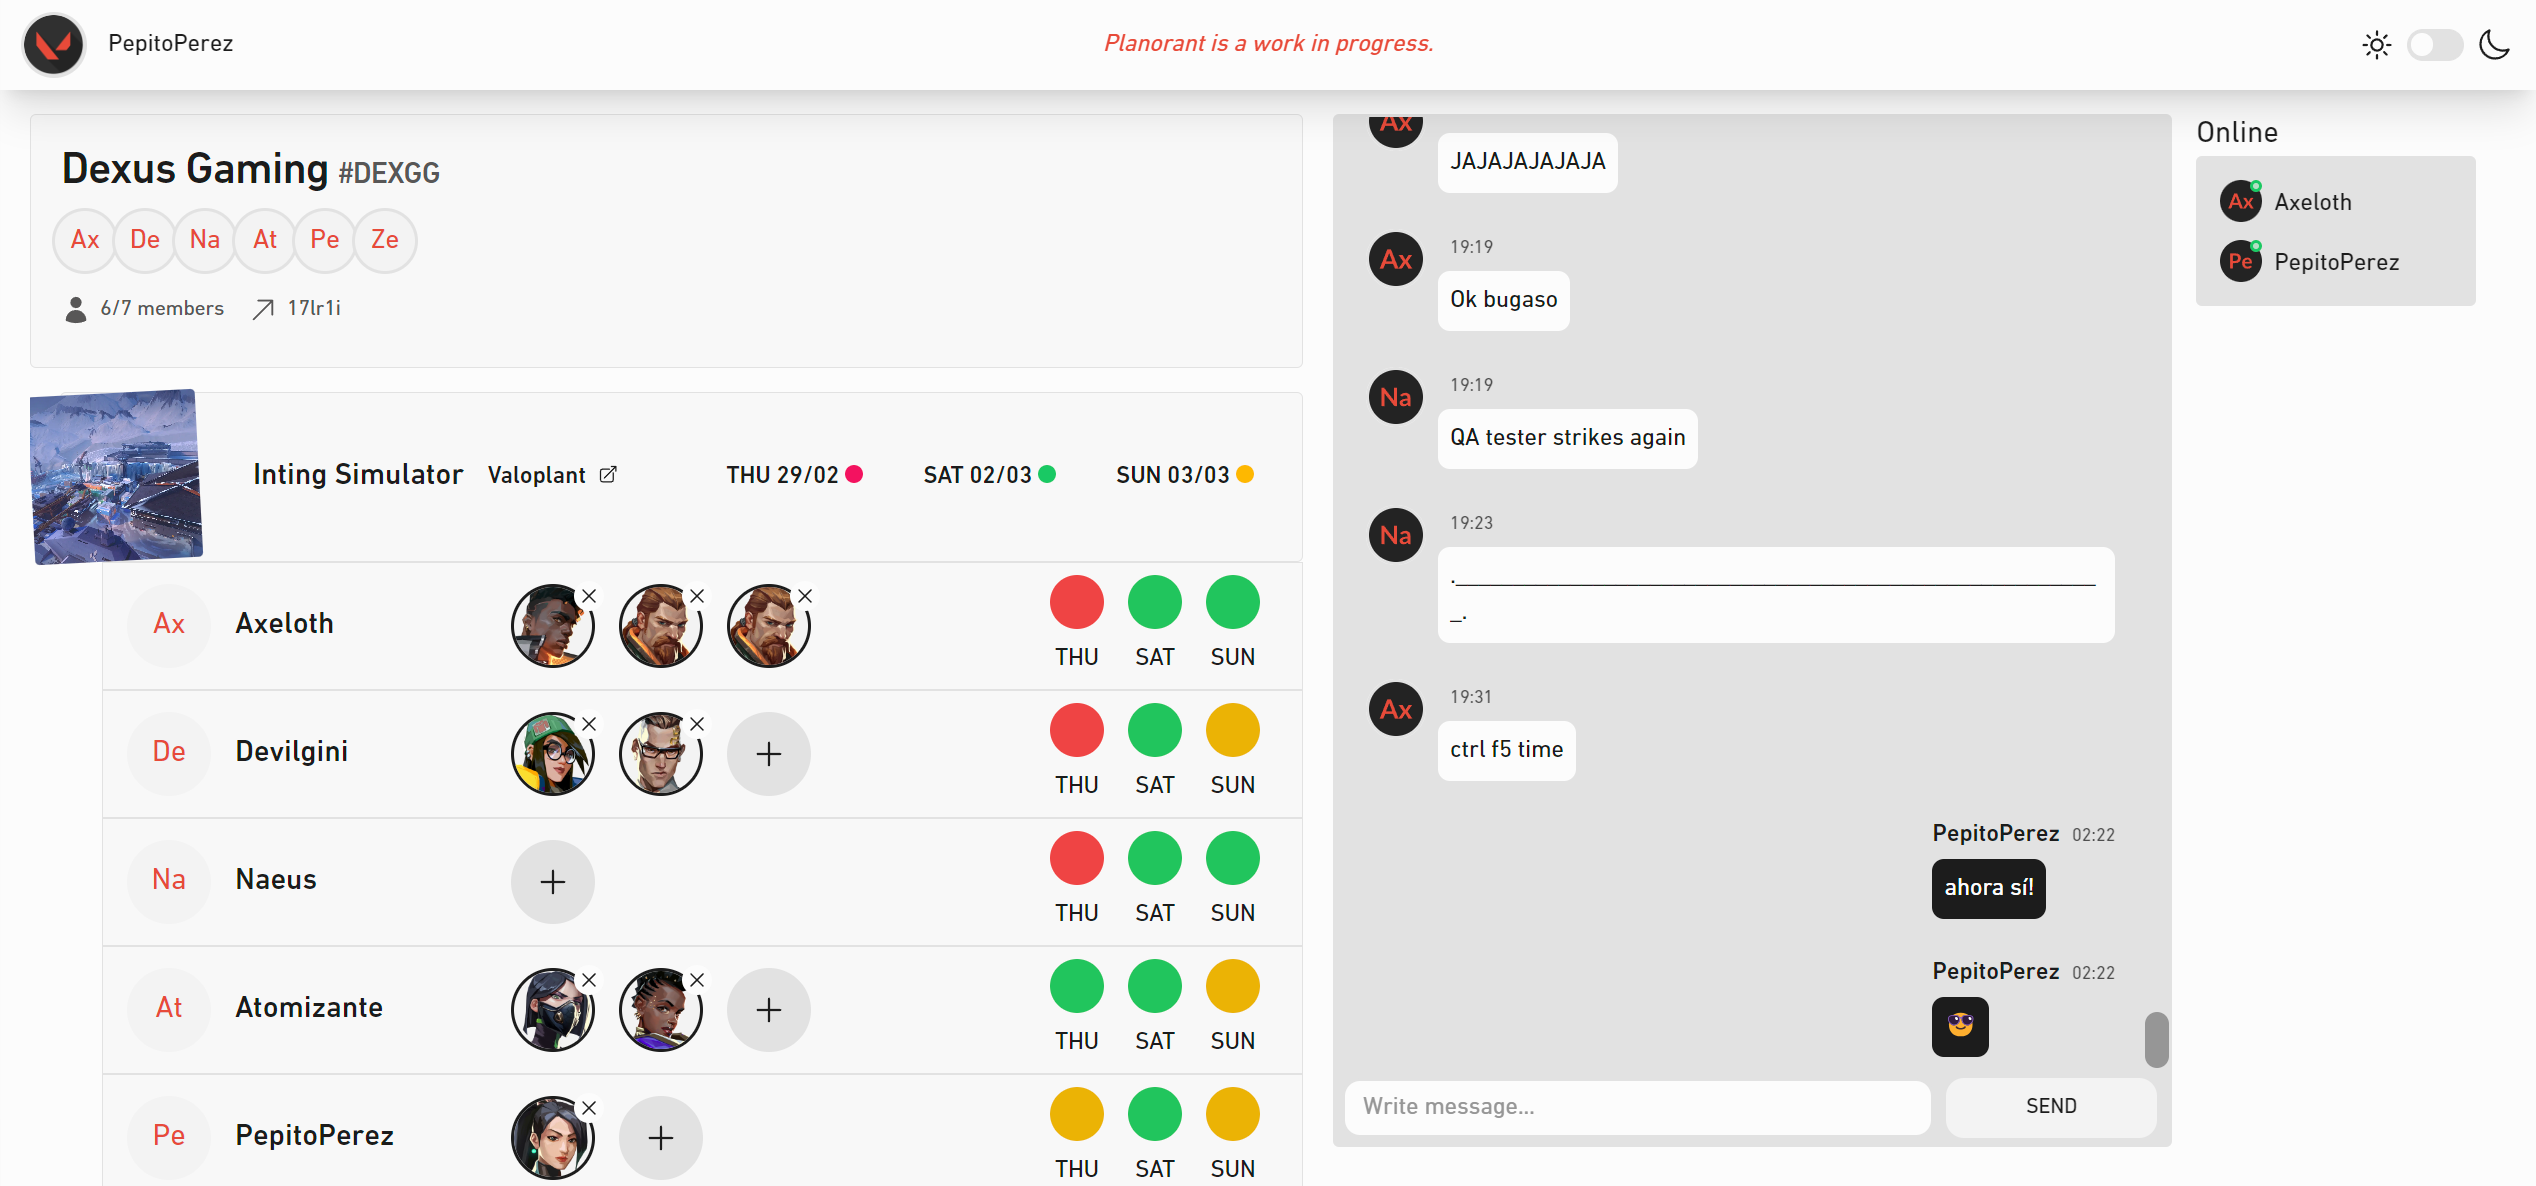 PepitoPerez
Planorant is a work in progress.
Dexus Gaming #DEXGG
Ax De Na At Pe Ze
6/7 members 17lr1i
Inting Simulator Valoplant THU 29/02 SAT 02/03 SUN 03/03
Ax Axeloth
THU SAT SUN
De Devilgini
THU SAT SUN
Na Naeus
THU SAT SUN
At Atomizante
THU SAT SUN
Pe PepitoPerez
THU SAT SUN
Ax
JAJAJAJAJAJA
Ax 19:19
Ok bugaso
Na 19:19
QA tester strikes again
Na 19:23
.___________________________________________________________
_.
Ax 19:31
ctrl f5 time
PepitoPerez 02:22
ahora sí!
PepitoPerez 02:22
😎
Write message...
SEND
Online
Ax Axeloth
Pe PepitoPerez